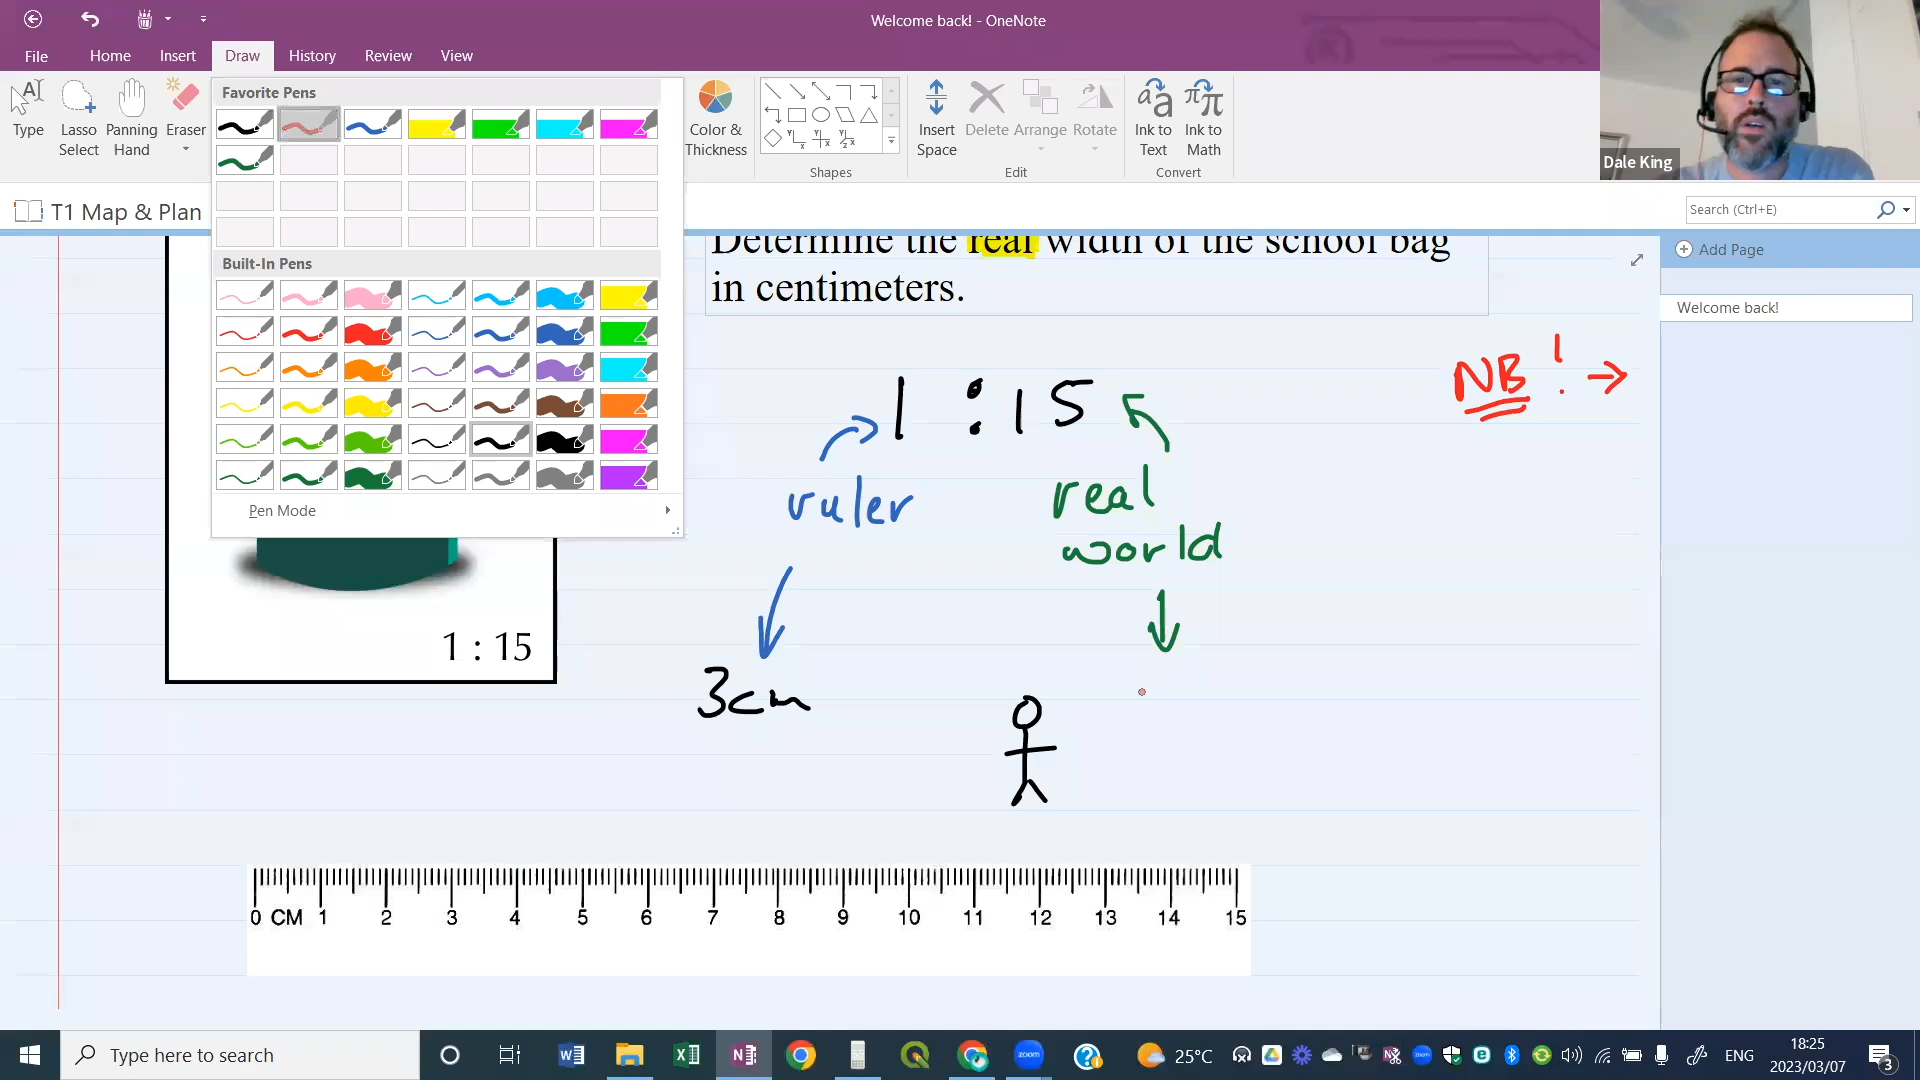 Welcome back! - OneNote
File
Home
Insert
Draw
History
Review
View
Type
Lasso
Select
Panning
Hand
Eraser
Favorite Pens
Built-In Pens
Pen Mode
Color &
Thickness
Shapes
Insert
Space
Delete
Arrange
Rotate
Edit
Ink to
Text
Ink to
Math
Convert
Dale King
T1 Map & Plan
Search (Ctrl+E)
Add Page
Welcome back!
Determine the real width of the school bag
in centimeters.
NB ! →
1 : 15
ruler
real
world
3cm
1 : 15
0 CM 1 2 3 4 5 6 7 8 9 10 11 12 13 14 15
Type here to search
zoom
25°C
ENG
18:25
2023/03/07
3